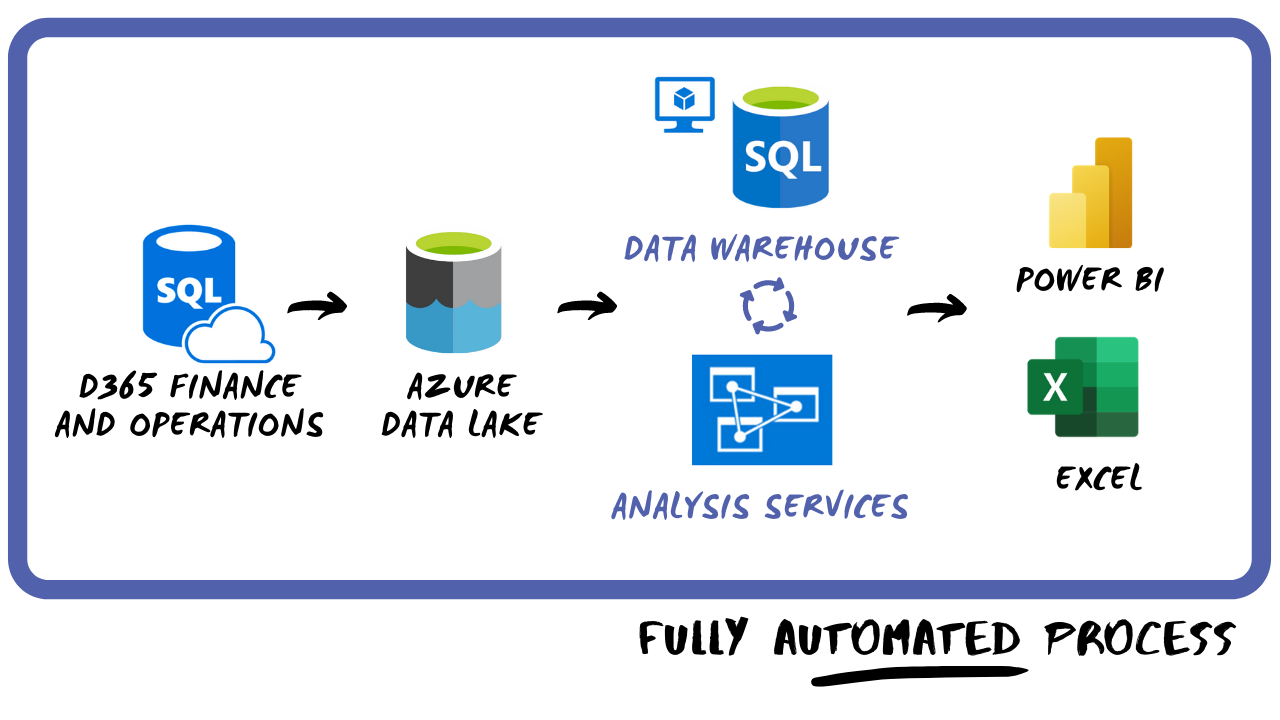 SQL
D365 FINANCE
AND OPERATIONS
AZURE
DATA LAKE
SQL
DATA WAREHOUSE
ANALYSIS SERVICES
POWER BI
X
EXCEL
FULLY AUTOMATED PROCESS